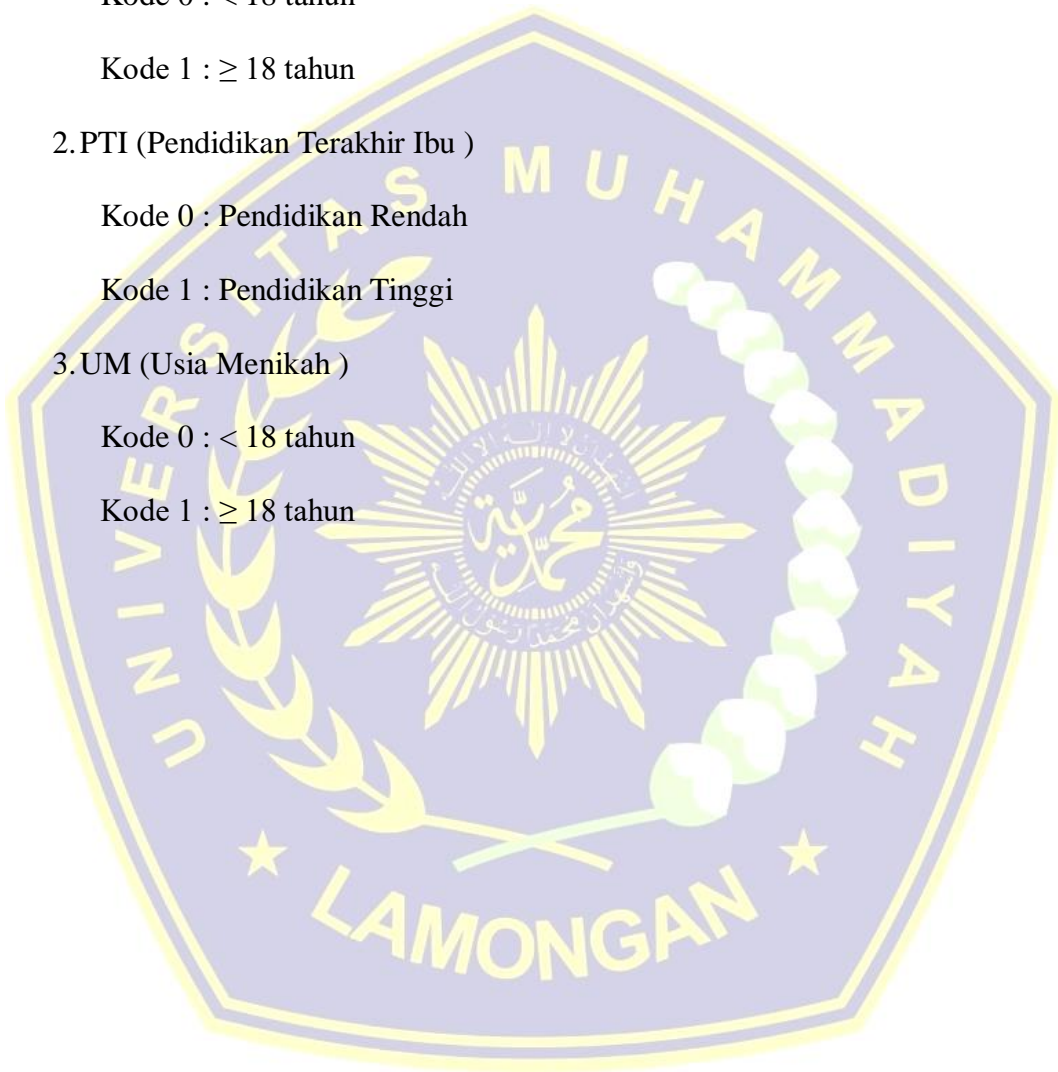 Kode 0 : < 18 tahun
Kode 1 : ≥ 18 tahun
2. PTI (Pendidikan Terakhir Ibu )
Kode 0 : Pendidikan Rendah
Kode 1 : Pendidikan Tinggi
3. UM (Usia Menikah )
Kode 0 : < 18 tahun
Kode 1 : ≥ 18 tahun
UNIVERSITAS MUHAMMADIYAH
محمدية
LAMONGAN